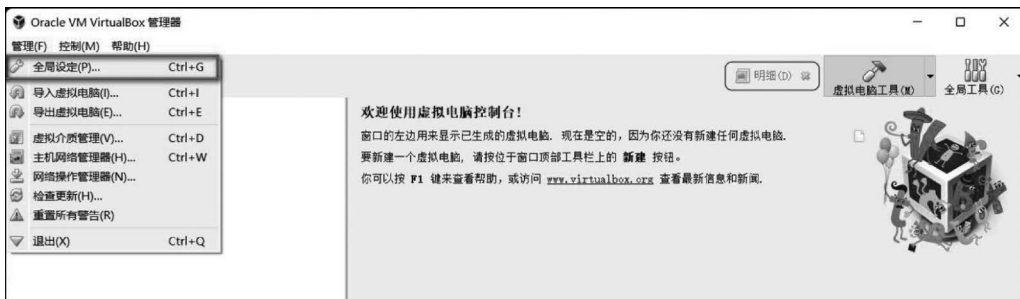 Oracle VM VirtualBox 管理器
管理(F) 控制(M) 帮助(H)
全局设定(P)... Ctrl+G
导入虚拟电脑(I)... Ctrl+I
导出虚拟电脑(E)... Ctrl+E
虚拟介质管理(V)... Ctrl+D
主机网络管理器(H)... Ctrl+W
网络操作管理器(N)...
检查更新(H)...
重置所有警告(R)
退出(X) Ctrl+Q
明细(D)
虚拟电脑工具(M)
全局工具(G)
欢迎使用虚拟电脑控制台!
窗口的左边用来显示已生成的虚拟电脑. 现在是空的, 因为你还没有新建任何虚拟电脑.
要新建一个虚拟电脑, 请按位于窗口顶部工具栏上的 新建 按钮。
你可以按 F1 键来查看帮助, 或访问 www.virtualbox.org 查看最新信息和新闻.